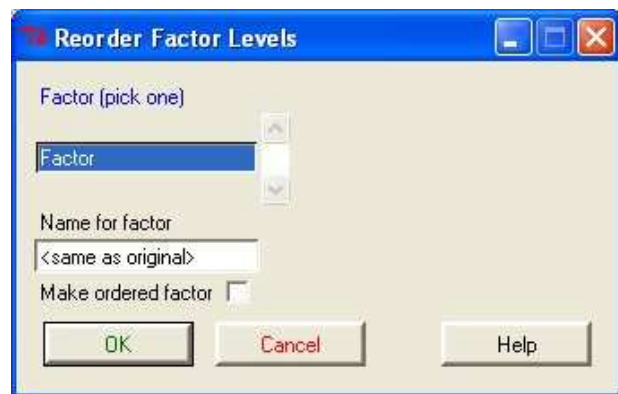 Reorder Factor Levels
Factor (pick one)
Factor
Name for factor
<same as original>
Make ordered factor
OK
Cancel
Help